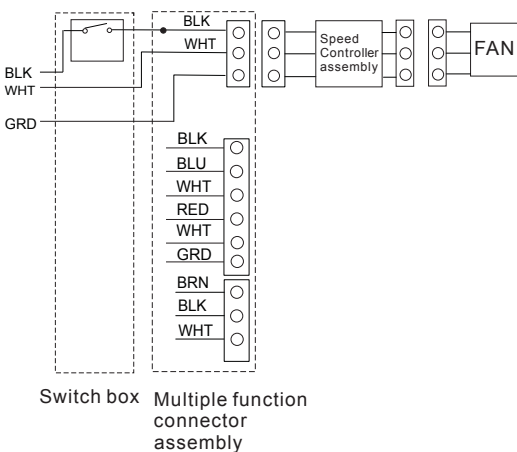 BLK
WHT
BLK
WHT
GRD
Speed
Controller
assembly
FAN
BLK
BLU
WHT
RED
WHT
GRD
BRN
BLK
WHT
Switch box
Multiple function
connector
assembly